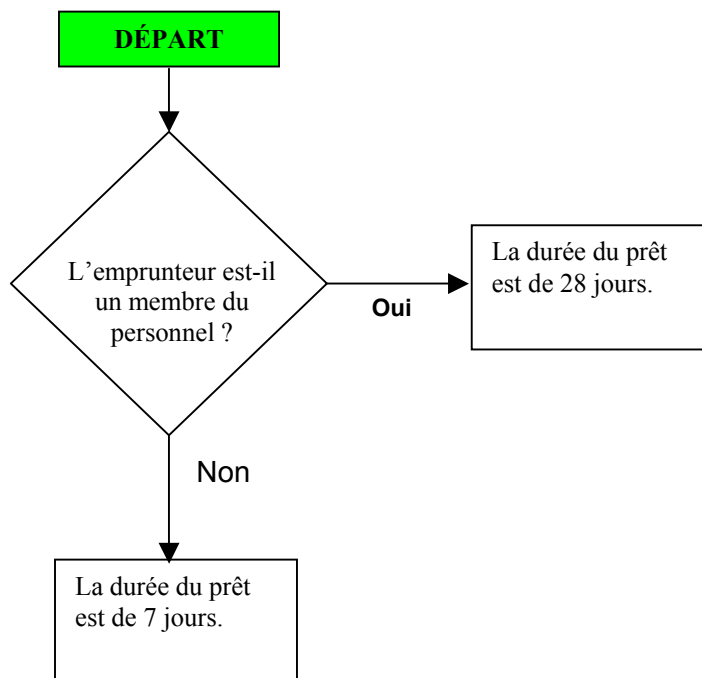 DÉPART
L’emprunteur est-il
un membre du
personnel ?
Oui
La durée du prêt
est de 28 jours.
Non
La durée du prêt
est de 7 jours.